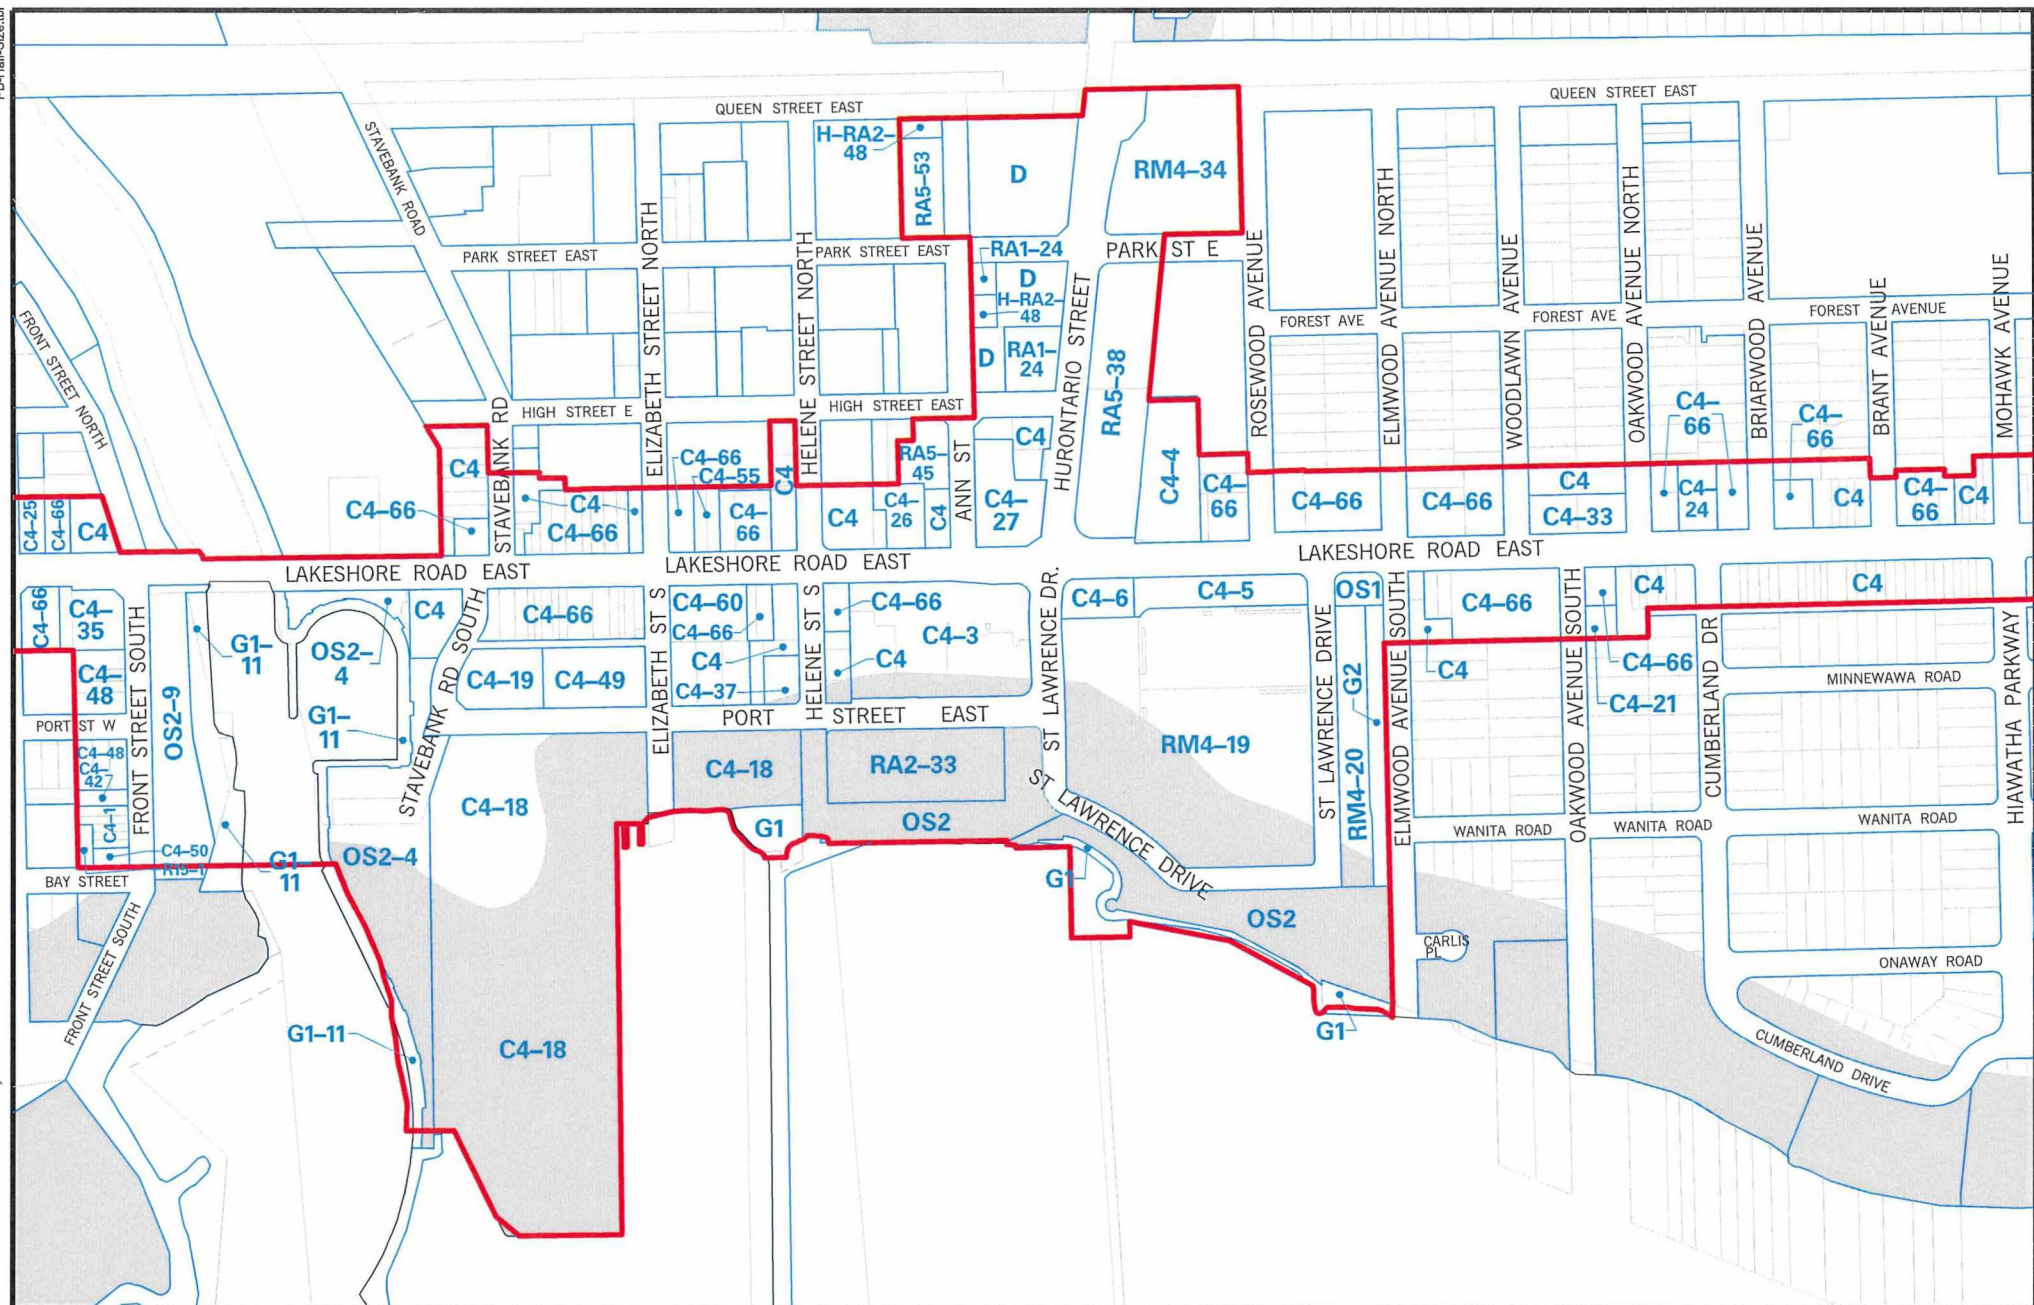 QUEEN STREET EAST
QUEEN STREET EAST
STAVEBANK ROAD
H-RA2-
48
RA5-53
D
RM4-34
ELIZABETH STREET NORTH
HELENE STREET NORTH
PARK STREET EAST
PARK STREET EAST
RA1-24
PARK ST E
D
H-RA2-
48
D
RA1-
24
HURONTARIO STREET
RA5-38
ROSEWOOD AVENUE
ELMWOOD AVENUE NORTH
WOODLAWN AVENUE
OAKWOOD AVENUE NORTH
BRIARWOOD AVENUE
BRANT AVENUE
MOHAWK AVENUE
FOREST AVE
FOREST AVE
FOREST AVENUE
FRONT STREET NORTH
HIGH STREET E
HIGH STREET EAST
STAVEBANK RD
C4
C4-66
C4-25
C4-66
C4
C4
C4-66
C4-66
C4-55
C4-
66
C4
C4
RA5-
45
C4-
26
C4
ANN ST
C4
C4-
27
C4-4
C4-
66
C4-66
C4-66
C4
C4-33
C4-
66
C4-
24
C4-
66
C4
C4-
66
C4
LAKESHORE ROAD EAST
LAKESHORE ROAD EAST
LAKESHORE ROAD EAST
C4-66
C4-
35
C4-
48
PORT ST W
C4-48
C4-
42
C4-1
C4-50
R15-1
BAY STREET
FRONT STREET SOUTH
FRONT STREET SOUTH
OS2-9
G1-
11
OS2-
4
G1-
11
G1-
11
C4
STAVEBANK RD SOUTH
C4-66
C4-19
C4-49
ELIZABETH ST S
C4-60
C4-66
C4
C4-37
HELENE ST S
C4-66
C4-3
C4
PORT STREET EAST
ST LAWRENCE DR.
C4-6
C4-5
OS1
ST LAWRENCE DRIVE
G2
RM4-20
RM4-19
ELMWOOD AVENUE SOUTH
C4-66
C4
OAKWOOD AVENUE SOUTH
C4
C4-66
C4-21
C4
CUMBERLAND DR
MINNEWAWA ROAD
HIAWATHA PARKWAY
WANITA ROAD
WANITA ROAD
WANITA ROAD
C4-18
C4-18
RA2-33
G1
OS2
ST LAWRENCE DRIVE
G1
OS2
G1
OS2-4
G1-11
C4-18
CARLIS
PL
ONAWAY ROAD
CUMBERLAND DRIVE